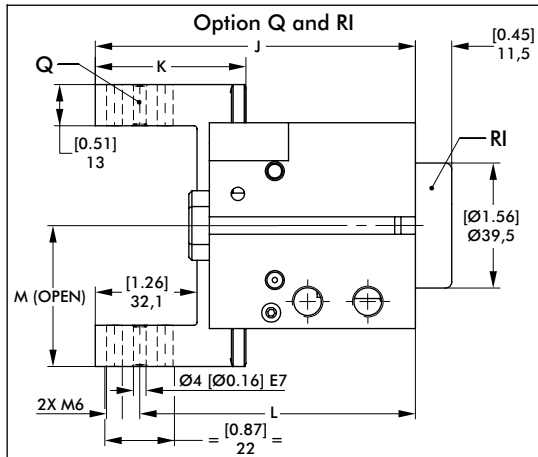 Option Q and RI
J
[0.45]
11,5
K
Q
[0.51]
13
RI
[Ø1.56]
Ø39,5
[1.26]
32,1
M (OPEN)
Ø4 [Ø0.16] E7
2X M6
L
= [0.87] =
22